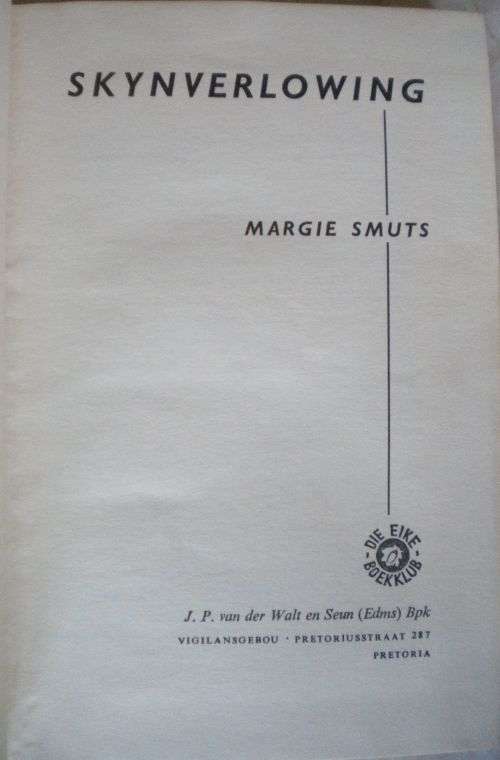 SKYNVERLOWING
MARGIE SMUTS
DIE EIKE
BOEKKLUB
J. P. van der Walt en Seun (Edms) Bpk
VIGILANSGEBOU · PRETORIUSSTRAAT 287
PRETORIA